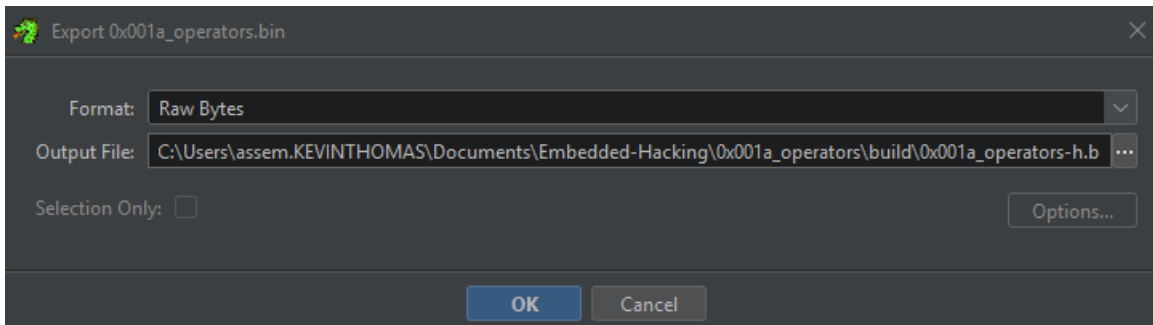 Export 0x001a_operators.bin
Format: Raw Bytes
Output File: C:\Users\assem.KEVINTHOMAS\Documents\Embedded-Hacking\0x001a_operators\build\0x001a_operators-h.b ...
Selection Only:
Options...
OK Cancel